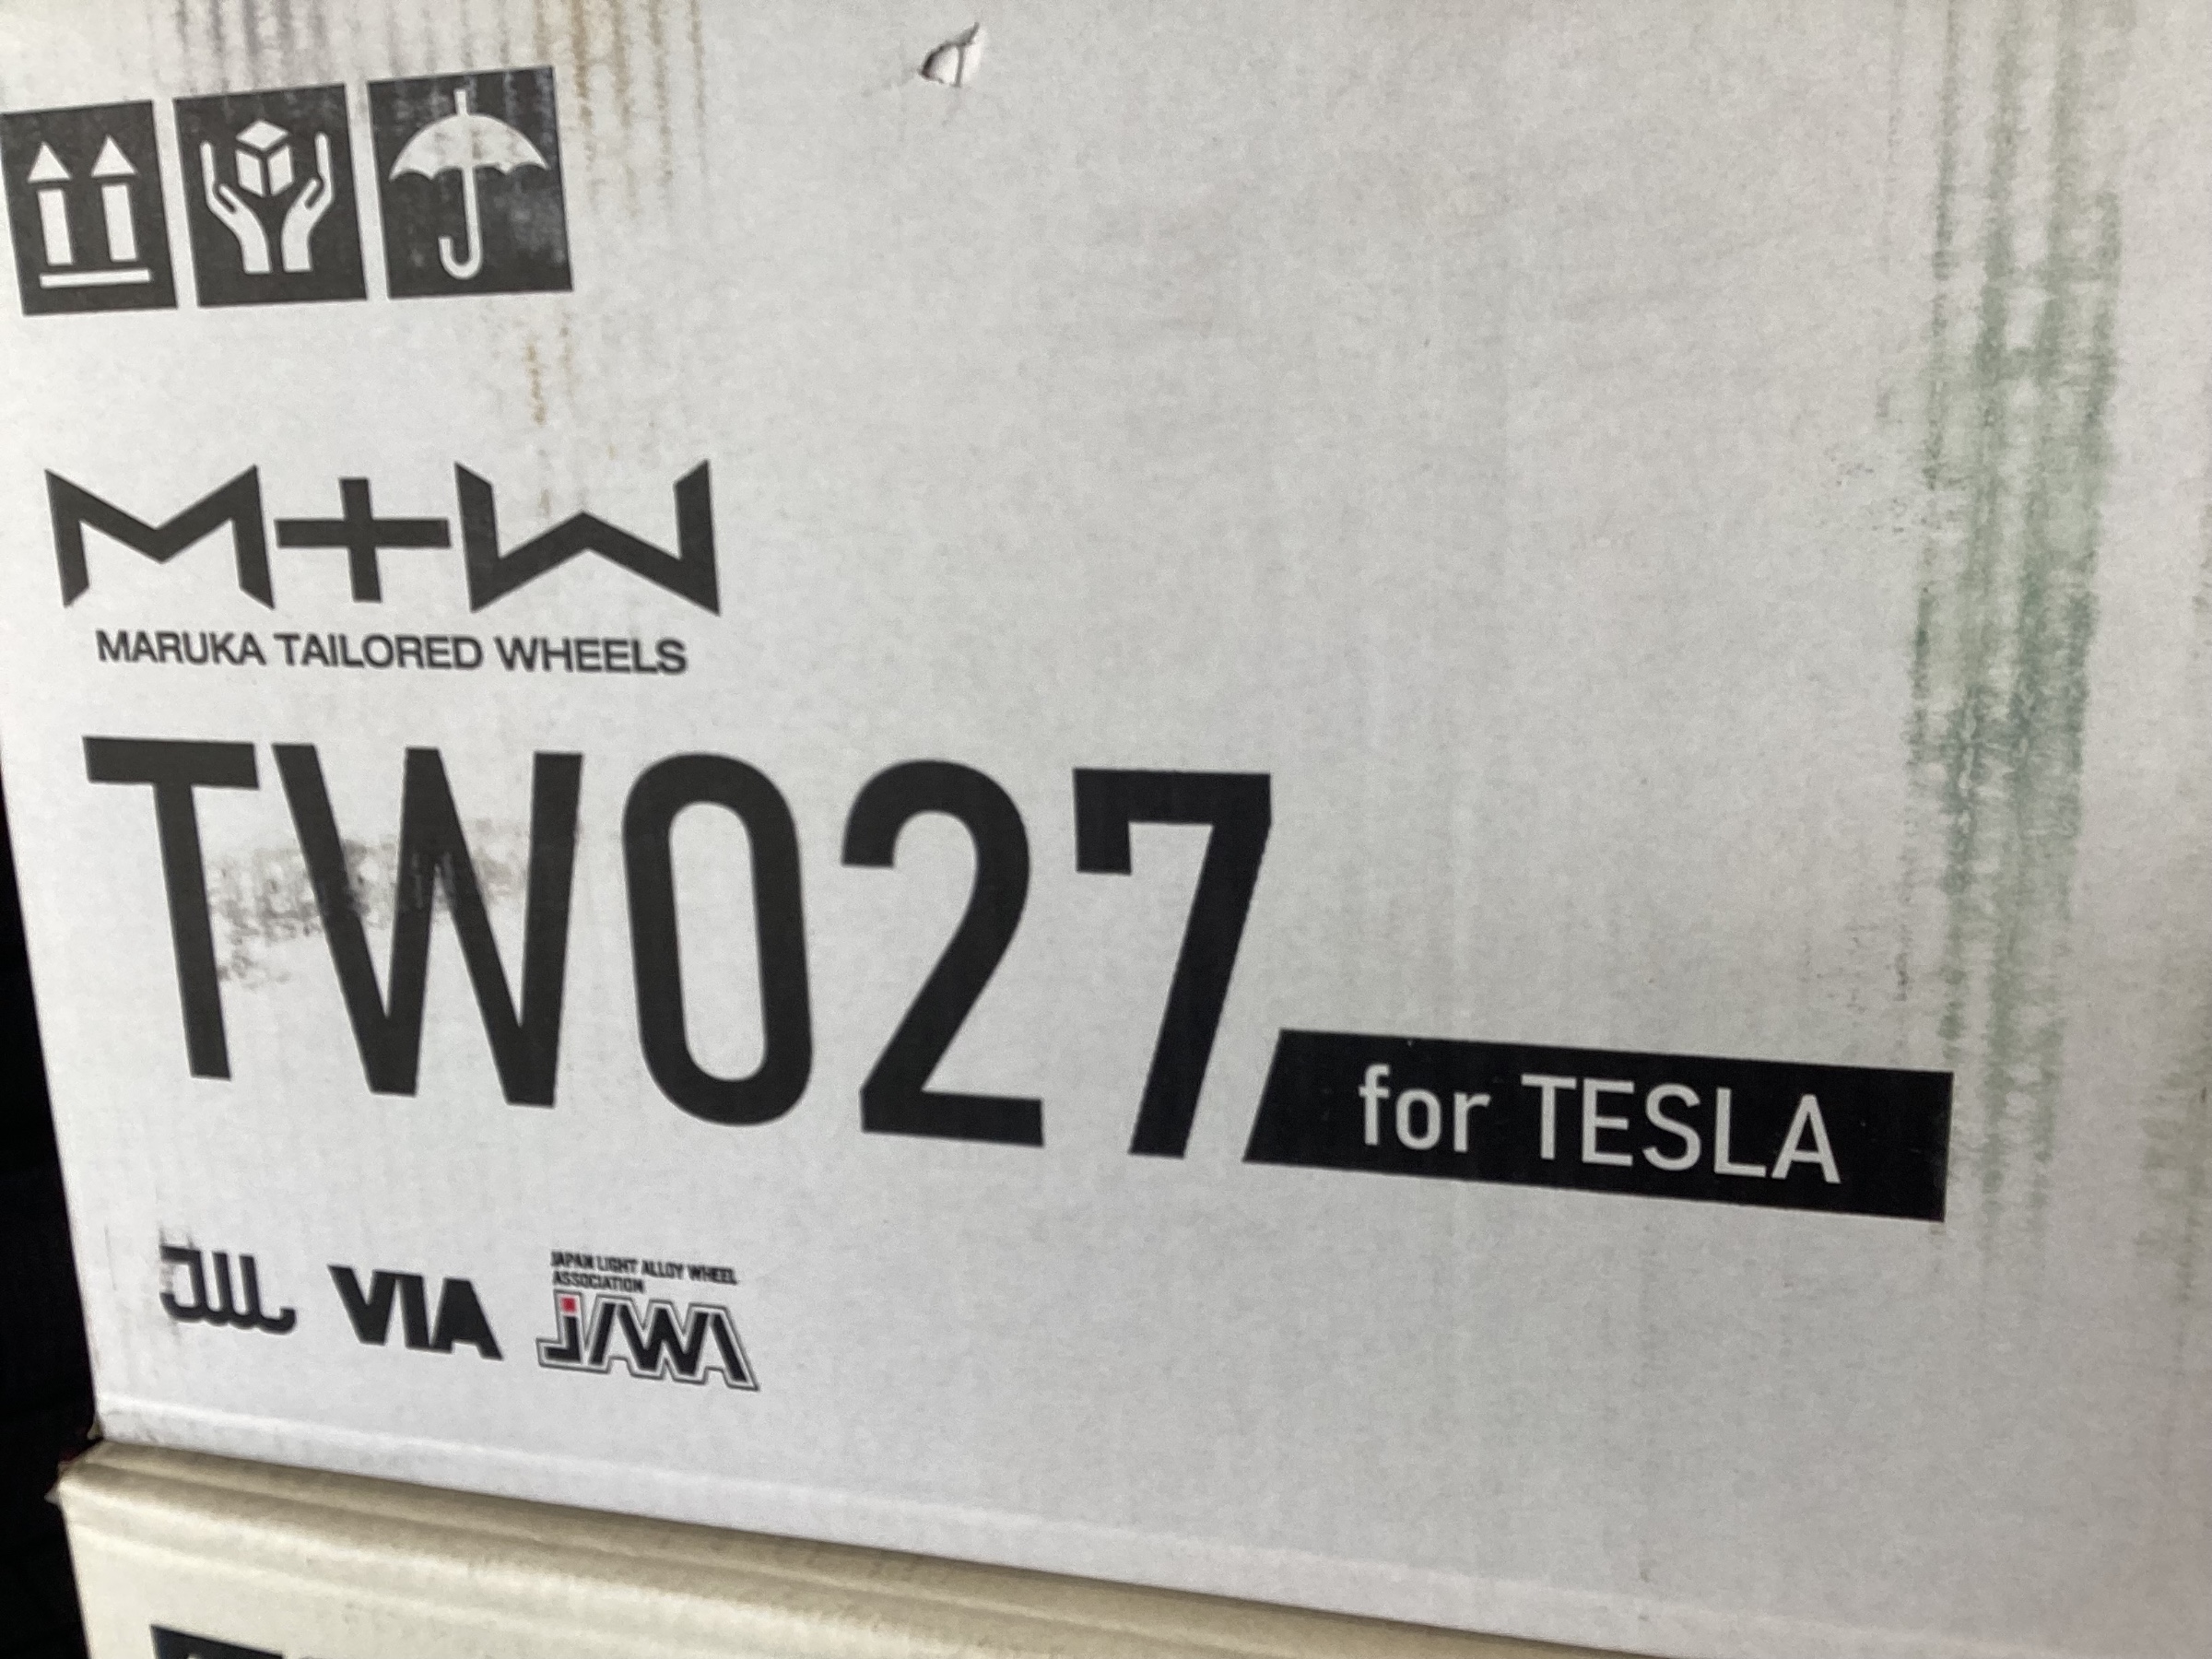 M+W
MARUKA TAILORED WHEELS
TW027
for TESLA
JWL VIA
JAPAN LIGHT ALLOY WHEEL
ASSOCIATION
JAWA